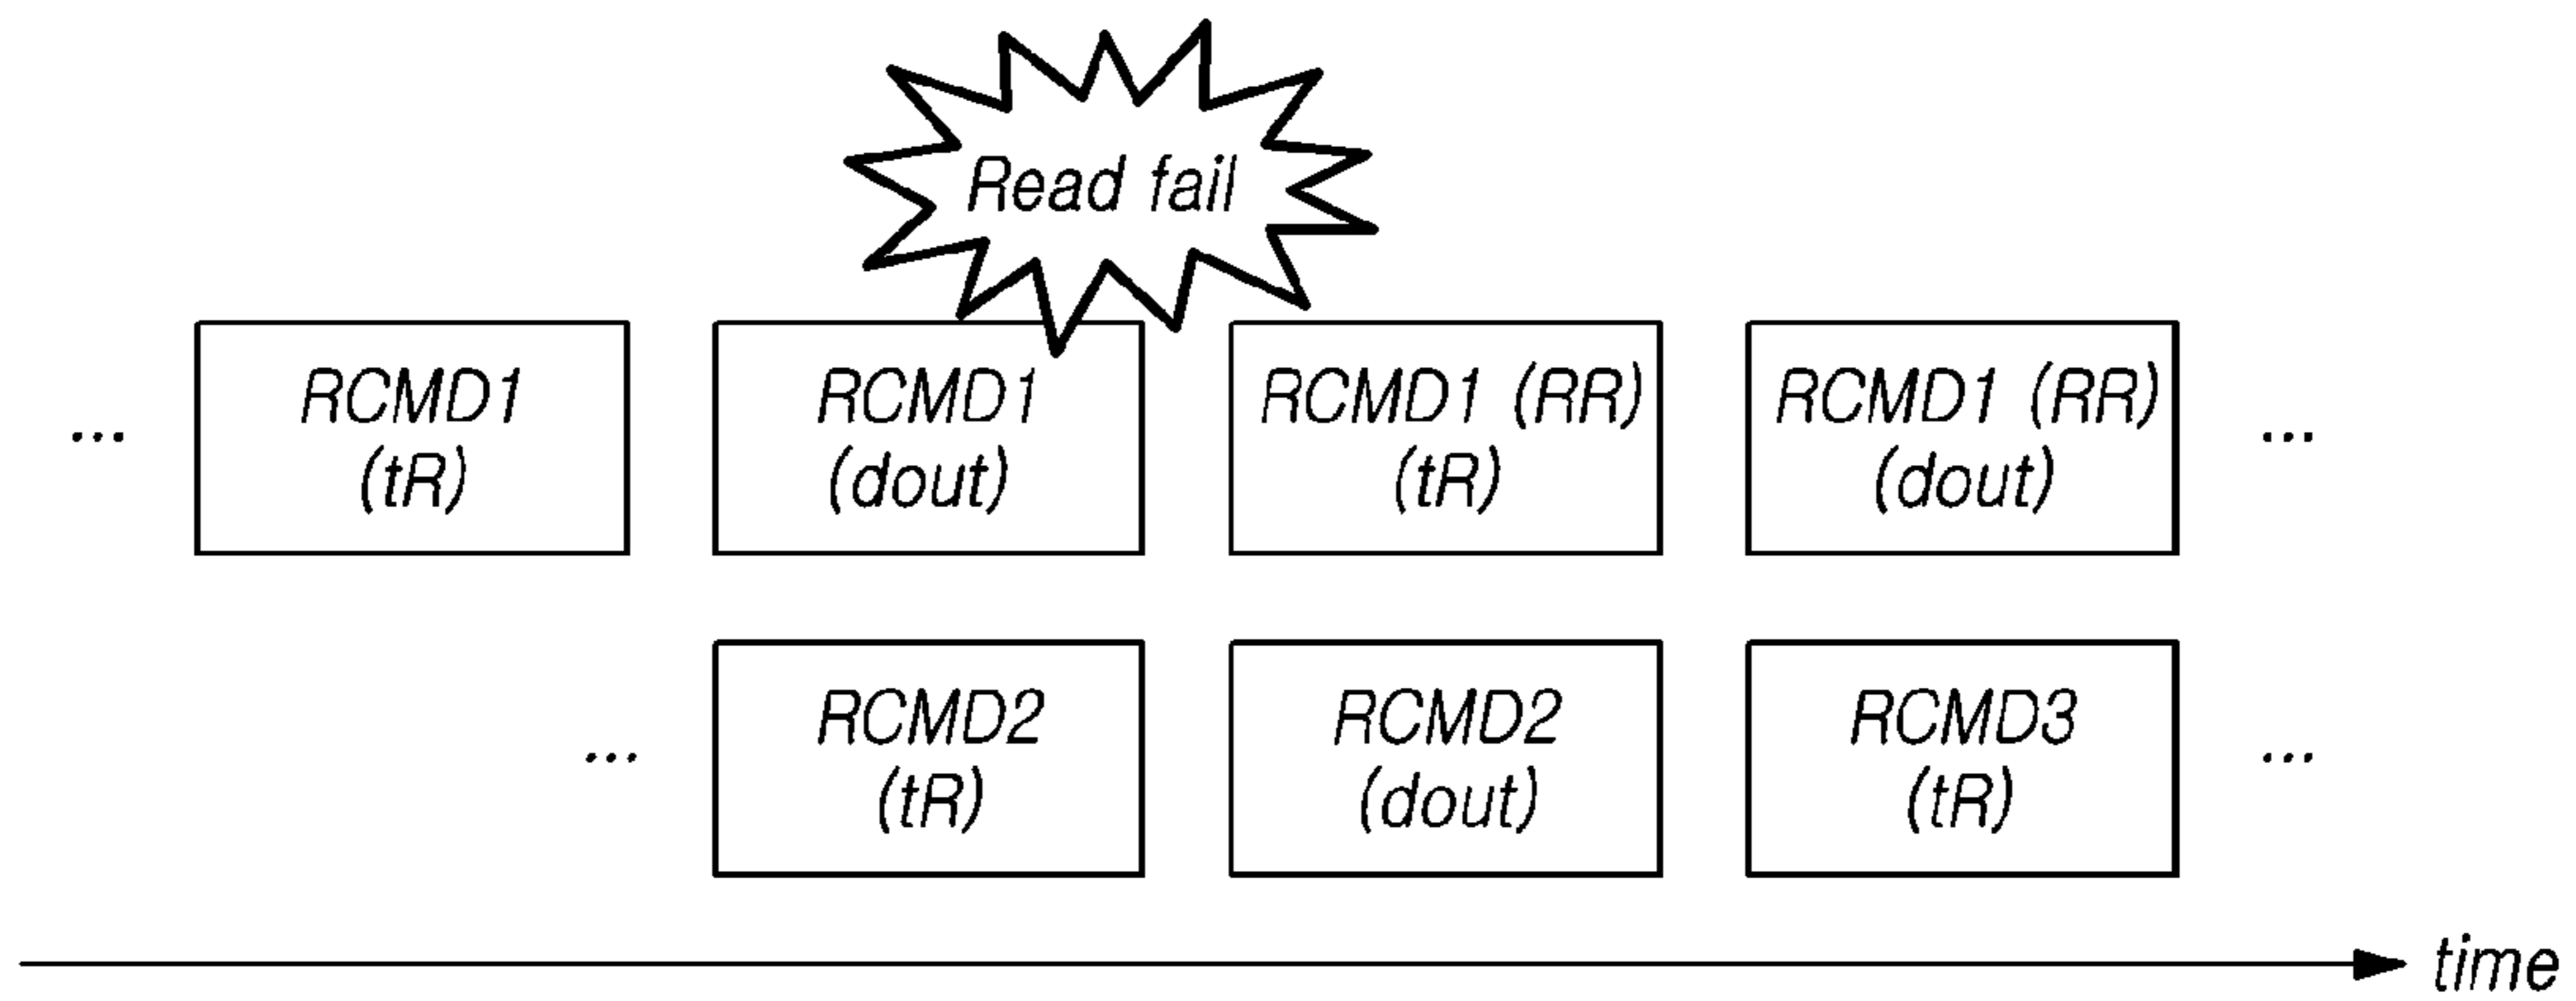 Read fail
RCMD1
(tR)
RCMD1
(dout)
RCMD1 (RR)
(tR)
RCMD1 (RR)
(dout)
...
...
RCMD2
(tR)
RCMD2
(dout)
RCMD3
(tR)
...
...
time